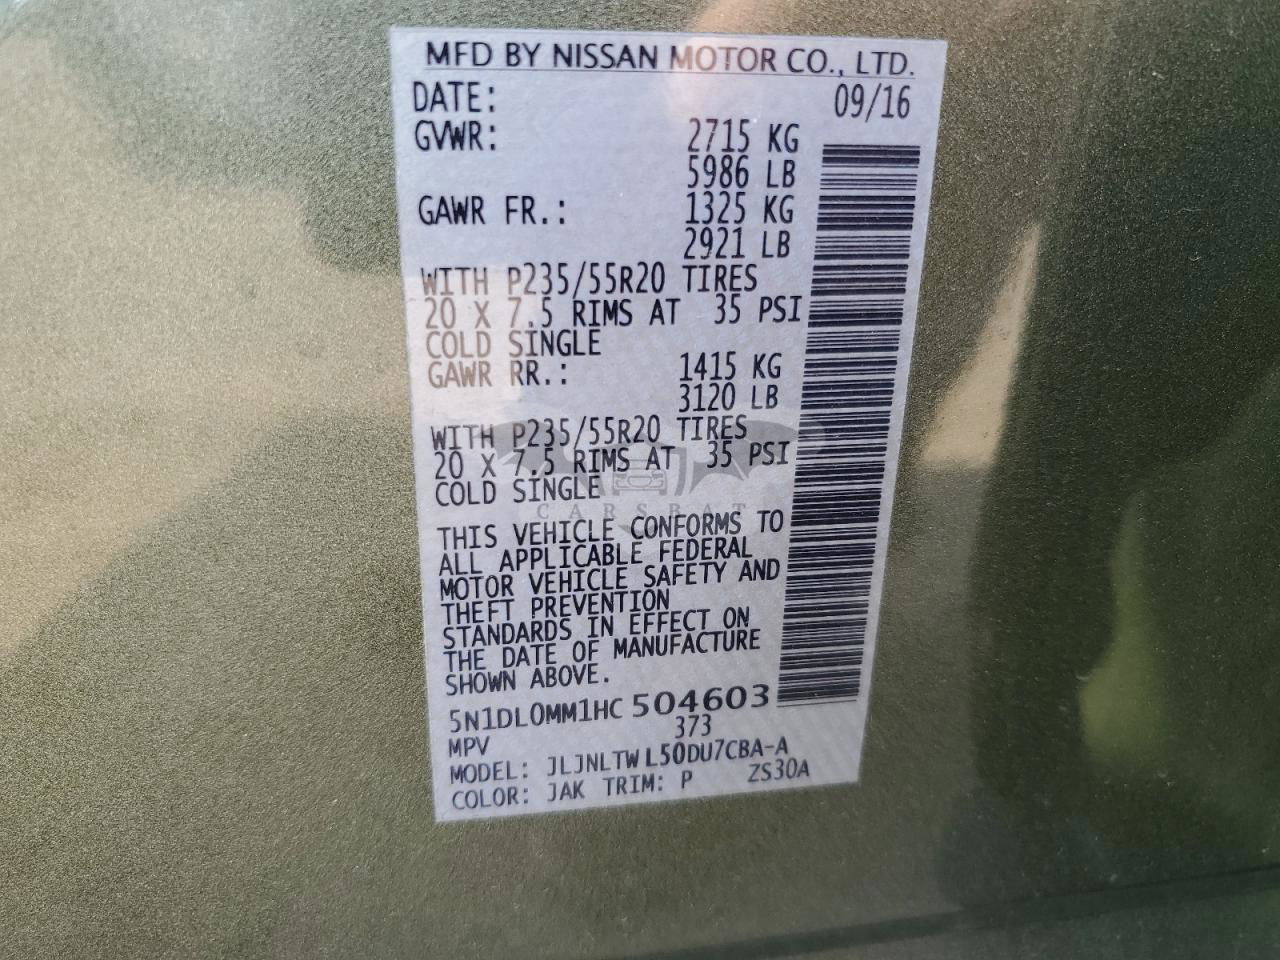 MFD BY NISSAN MOTOR CO., LTD.
DATE: 09/16
GVWR: 2715 KG
5986 LB
GAWR FR.: 1325 KG
2921 LB
WITH P235/55R20 TIRES
20 X 7.5 RIMS AT 35 PSI
COLD SINGLE
GAWR RR.: 1415 KG
3120 LB
WITH P235/55R20 TIRES
20 X 7.5 RIMS AT 35 PSI
COLD SINGLE
CARSBAT
THIS VEHICLE CONFORMS TO
ALL APPLICABLE FEDERAL
MOTOR VEHICLE SAFETY AND
THEFT PREVENTION
STANDARDS IN EFFECT ON
THE DATE OF MANUFACTURE
SHOWN ABOVE.
5N1DL0MM1HC504603
MPV 373
MODEL: JLJNLTW L50DU7CBA-A
COLOR: JAK TRIM: P ZS30A